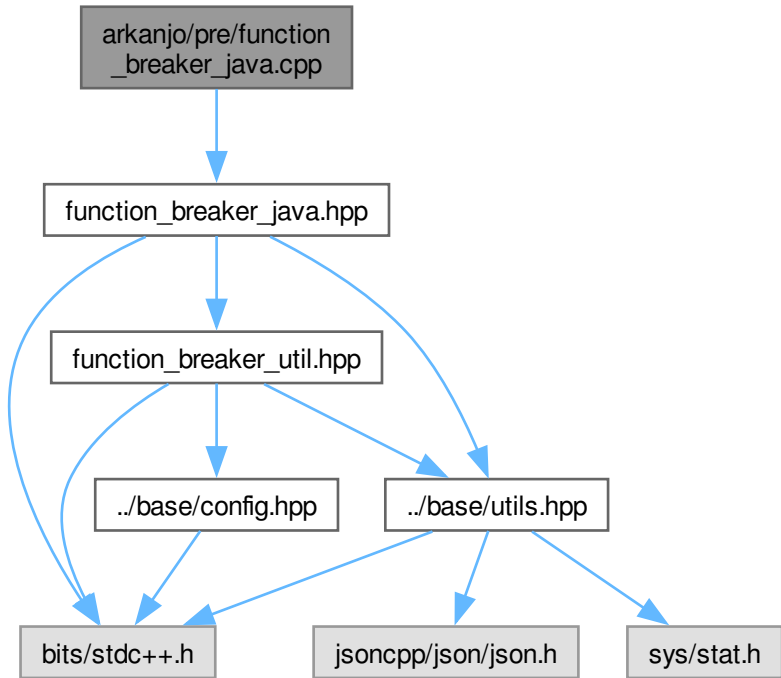 arkanjo/pre/function
_breaker_java.cpp
function_breaker_java.hpp
function_breaker_util.hpp
../base/config.hpp
../base/utils.hpp
bits/stdc++.h
jsoncpp/json/json.h
sys/stat.h